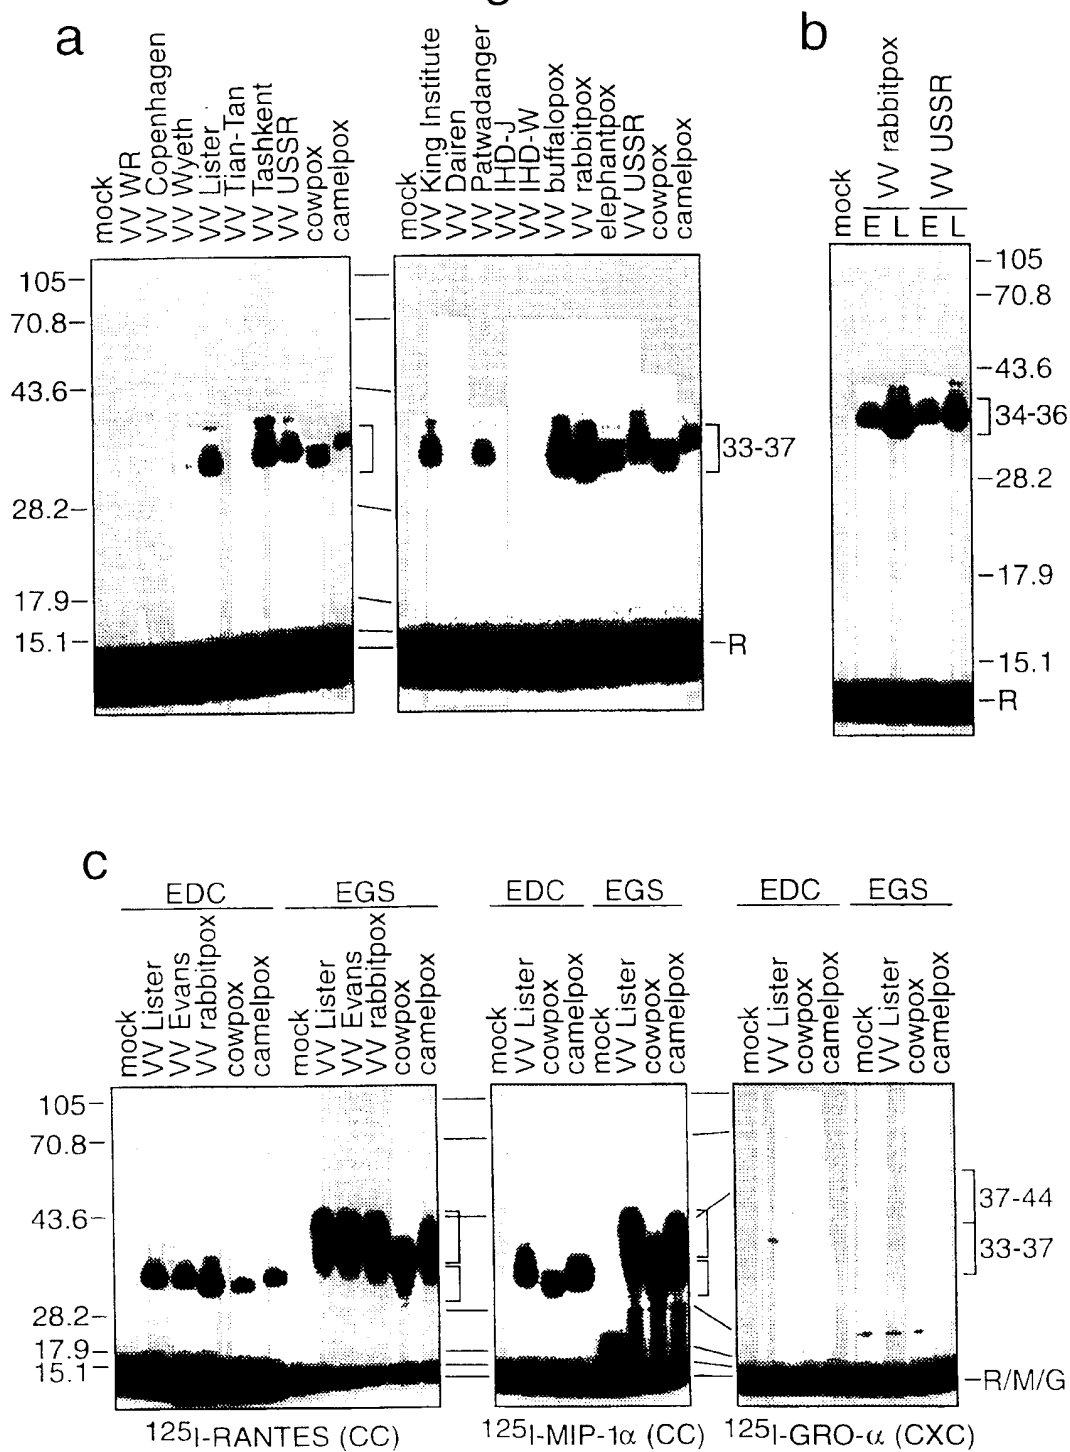 a
mock
VV WR
VV Copenhagen
VV Wyeth
VV Lister
VV Tian-Tan
VV Tashkent
VV USSR
cowpox
camelpox
mock
VV King Institute
VV Dairen
VV Patwadanger
VV IHD-J
VV IHD-W
VV buffalopox
VV rabbitpox
elephantpox
VV USSR
cowpox
camelpox
105
70.8
43.6
28.2
17.9
15.1
33-37
R
b
mock
VV rabbitpox
VV USSR
E L E L
105
70.8
43.6
34-36
28.2
17.9
15.1
R
c
EDC EGS EDC EGS EDC EGS
mock
VV Lister
VV Evans
VV rabbitpox
cowpox
camelpox
mock
VV Lister
VV Evans
VV rabbitpox
cowpox
camelpox
mock
VV Lister
cowpox
camelpox
mock
VV Lister
cowpox
camelpox
mock
VV Lister
cowpox
camelpox
mock
VV Lister
cowpox
camelpox
105
70.8
43.6
28.2
17.9
15.1
37-44
33-37
R/M/G
125I-RANTES (CC) 125I-MIP-1α (CC) 125I-GRO-α (CXC)